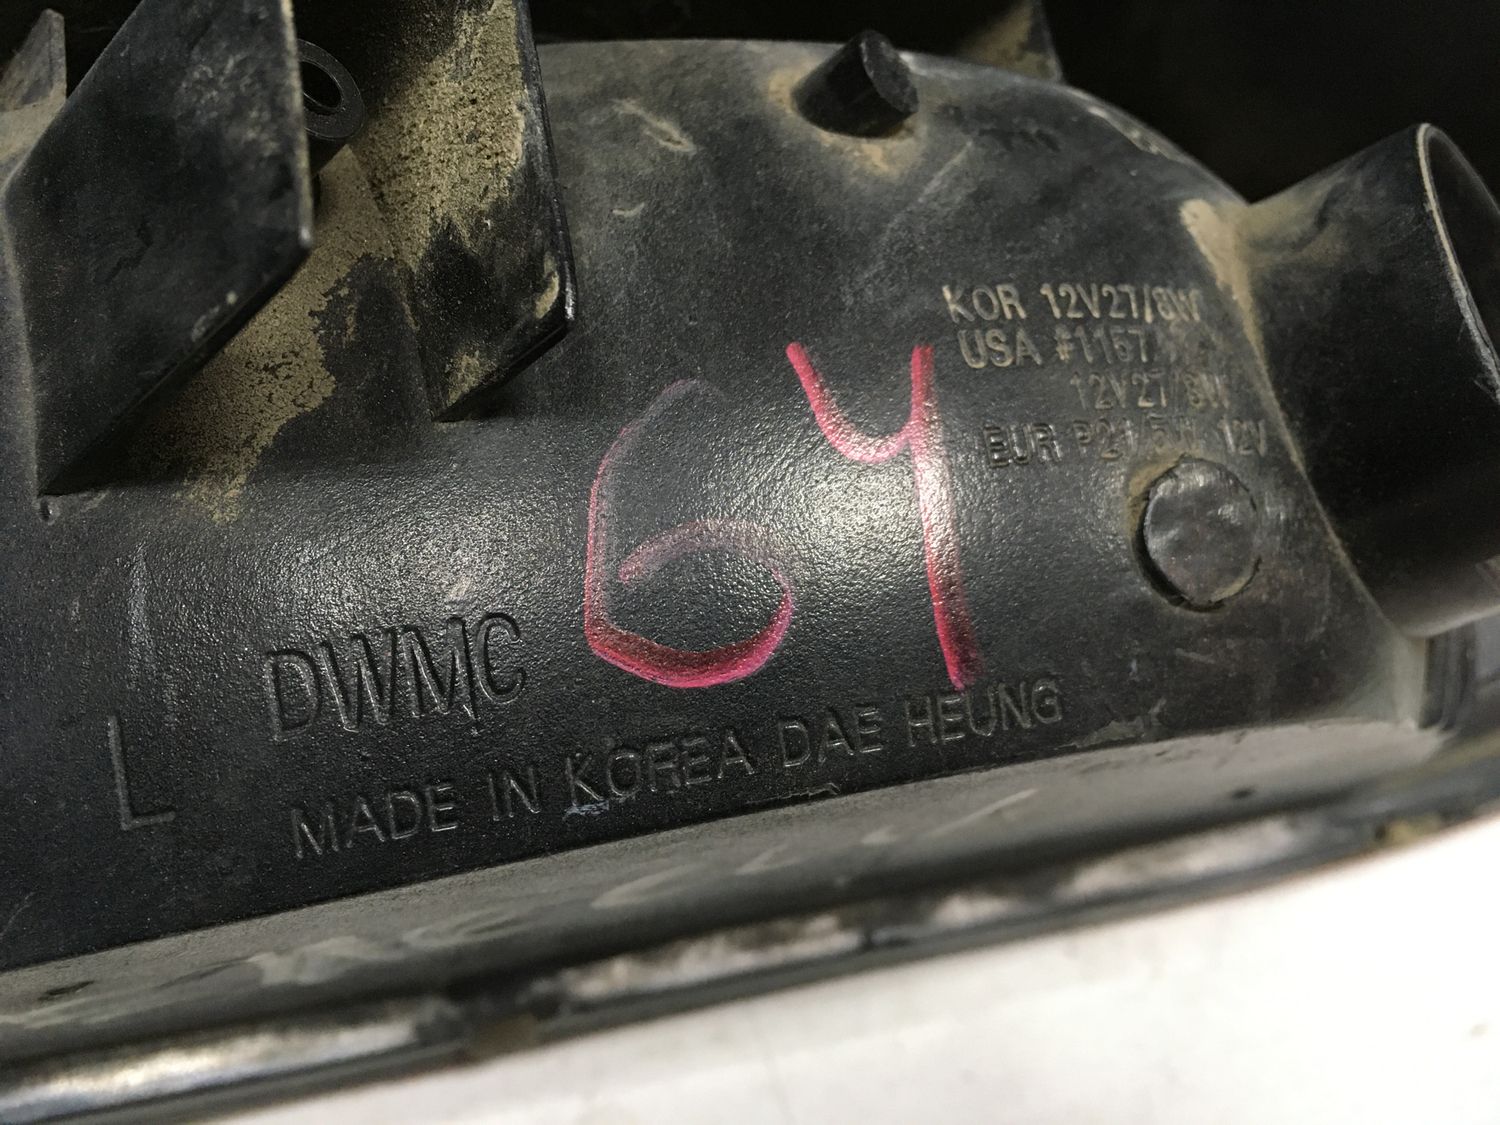 KOR 12V27/8W
USA #1157
12V27/8W
EUR P21/5W 12V
64
L DWMC
MADE IN KOREA DAE HEUNG